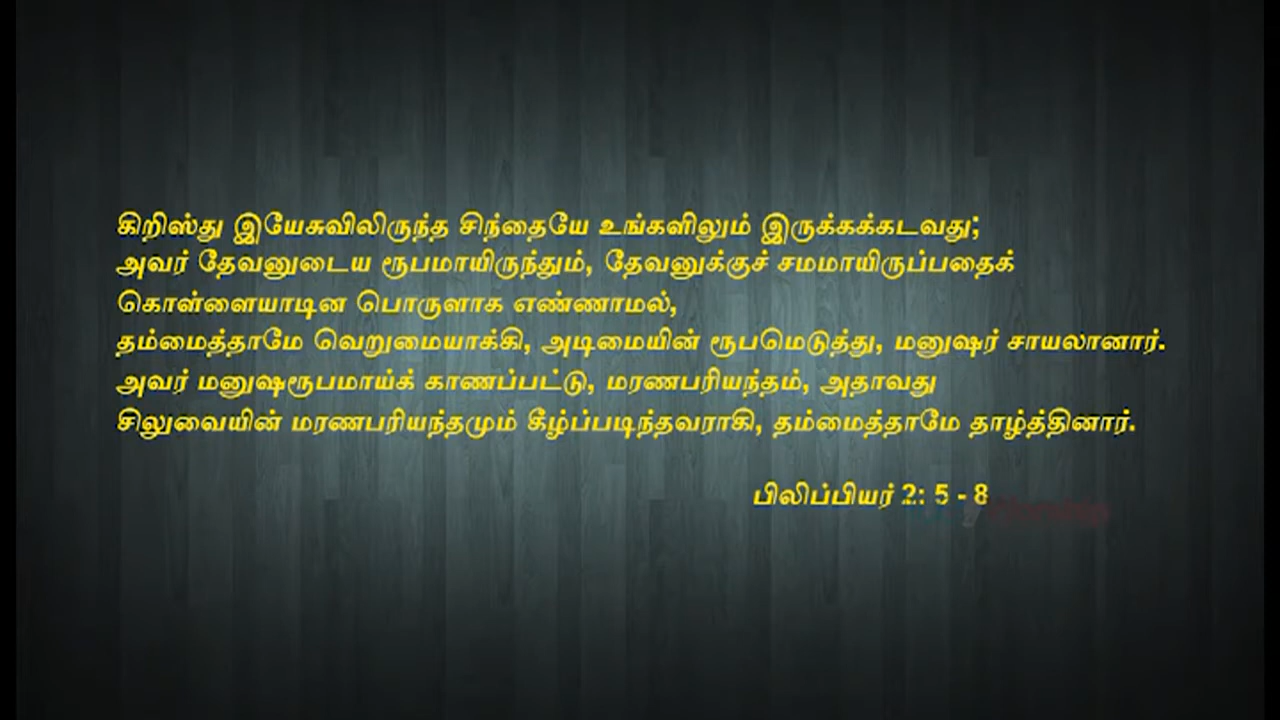 கிறிஸ்து இயேசுவிலிருந்த சிந்தையே உங்களிலும் இருக்கக்கடவது;
அவர் தேவனுடைய ரூபமாயிருந்தும், தேவனுக்குச் சமமாயிருப்பதைக்
கொள்ளையாடின பொருளாக எண்ணாமல்,
தம்மைத்தாமே வெறுமையாக்கி, அடிமையின் ரூபமெடுத்து, மனுஷர் சாயலானார்.
அவர் மனுஷரூபமாய்க் காணப்பட்டு, மரணபரியந்தம், அதாவது
சிலுவையின் மரணபரியந்தமும் கீழ்ப்படிந்தவராகி, தம்மைத்தாமே தாழ்த்தினார்.
பிலிப்பியர் 2: 5 - 8